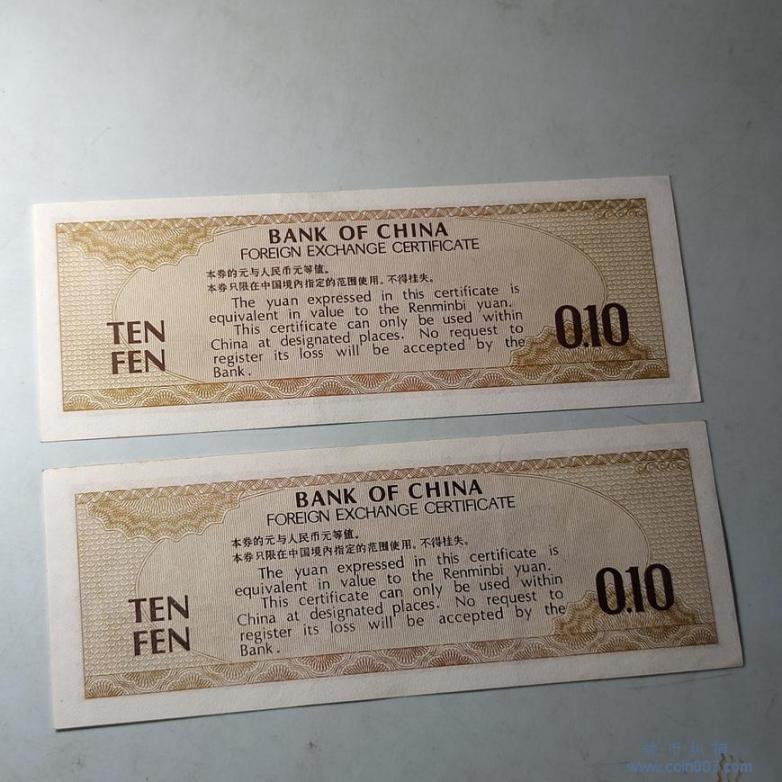 BANK OF CHINA
FOREIGN EXCHANGE CERTIFICATE
本券的元与人民币元等值。
本券只限在中国境内指定的范围使用，不得挂失。
The yuan expressed in this certificate is
equivalent in value to the Renminbi yuan.
This certificate can only be used within
China at designated places. No request to
register its loss will be accepted by the
Bank.
TEN
FEN
0.10
BANK OF CHINA
FOREIGN EXCHANGE CERTIFICATE
本券的元与人民币元等值。
本券只限在中国境内指定的范围使用，不得挂失。
The yuan expressed in this certificate is
equivalent in value to the Renminbi yuan.
This certificate can only be used within
China at designated places. No request to
register its loss will be accepted by the
Bank.
TEN
FEN
0.10
www.coin007.com